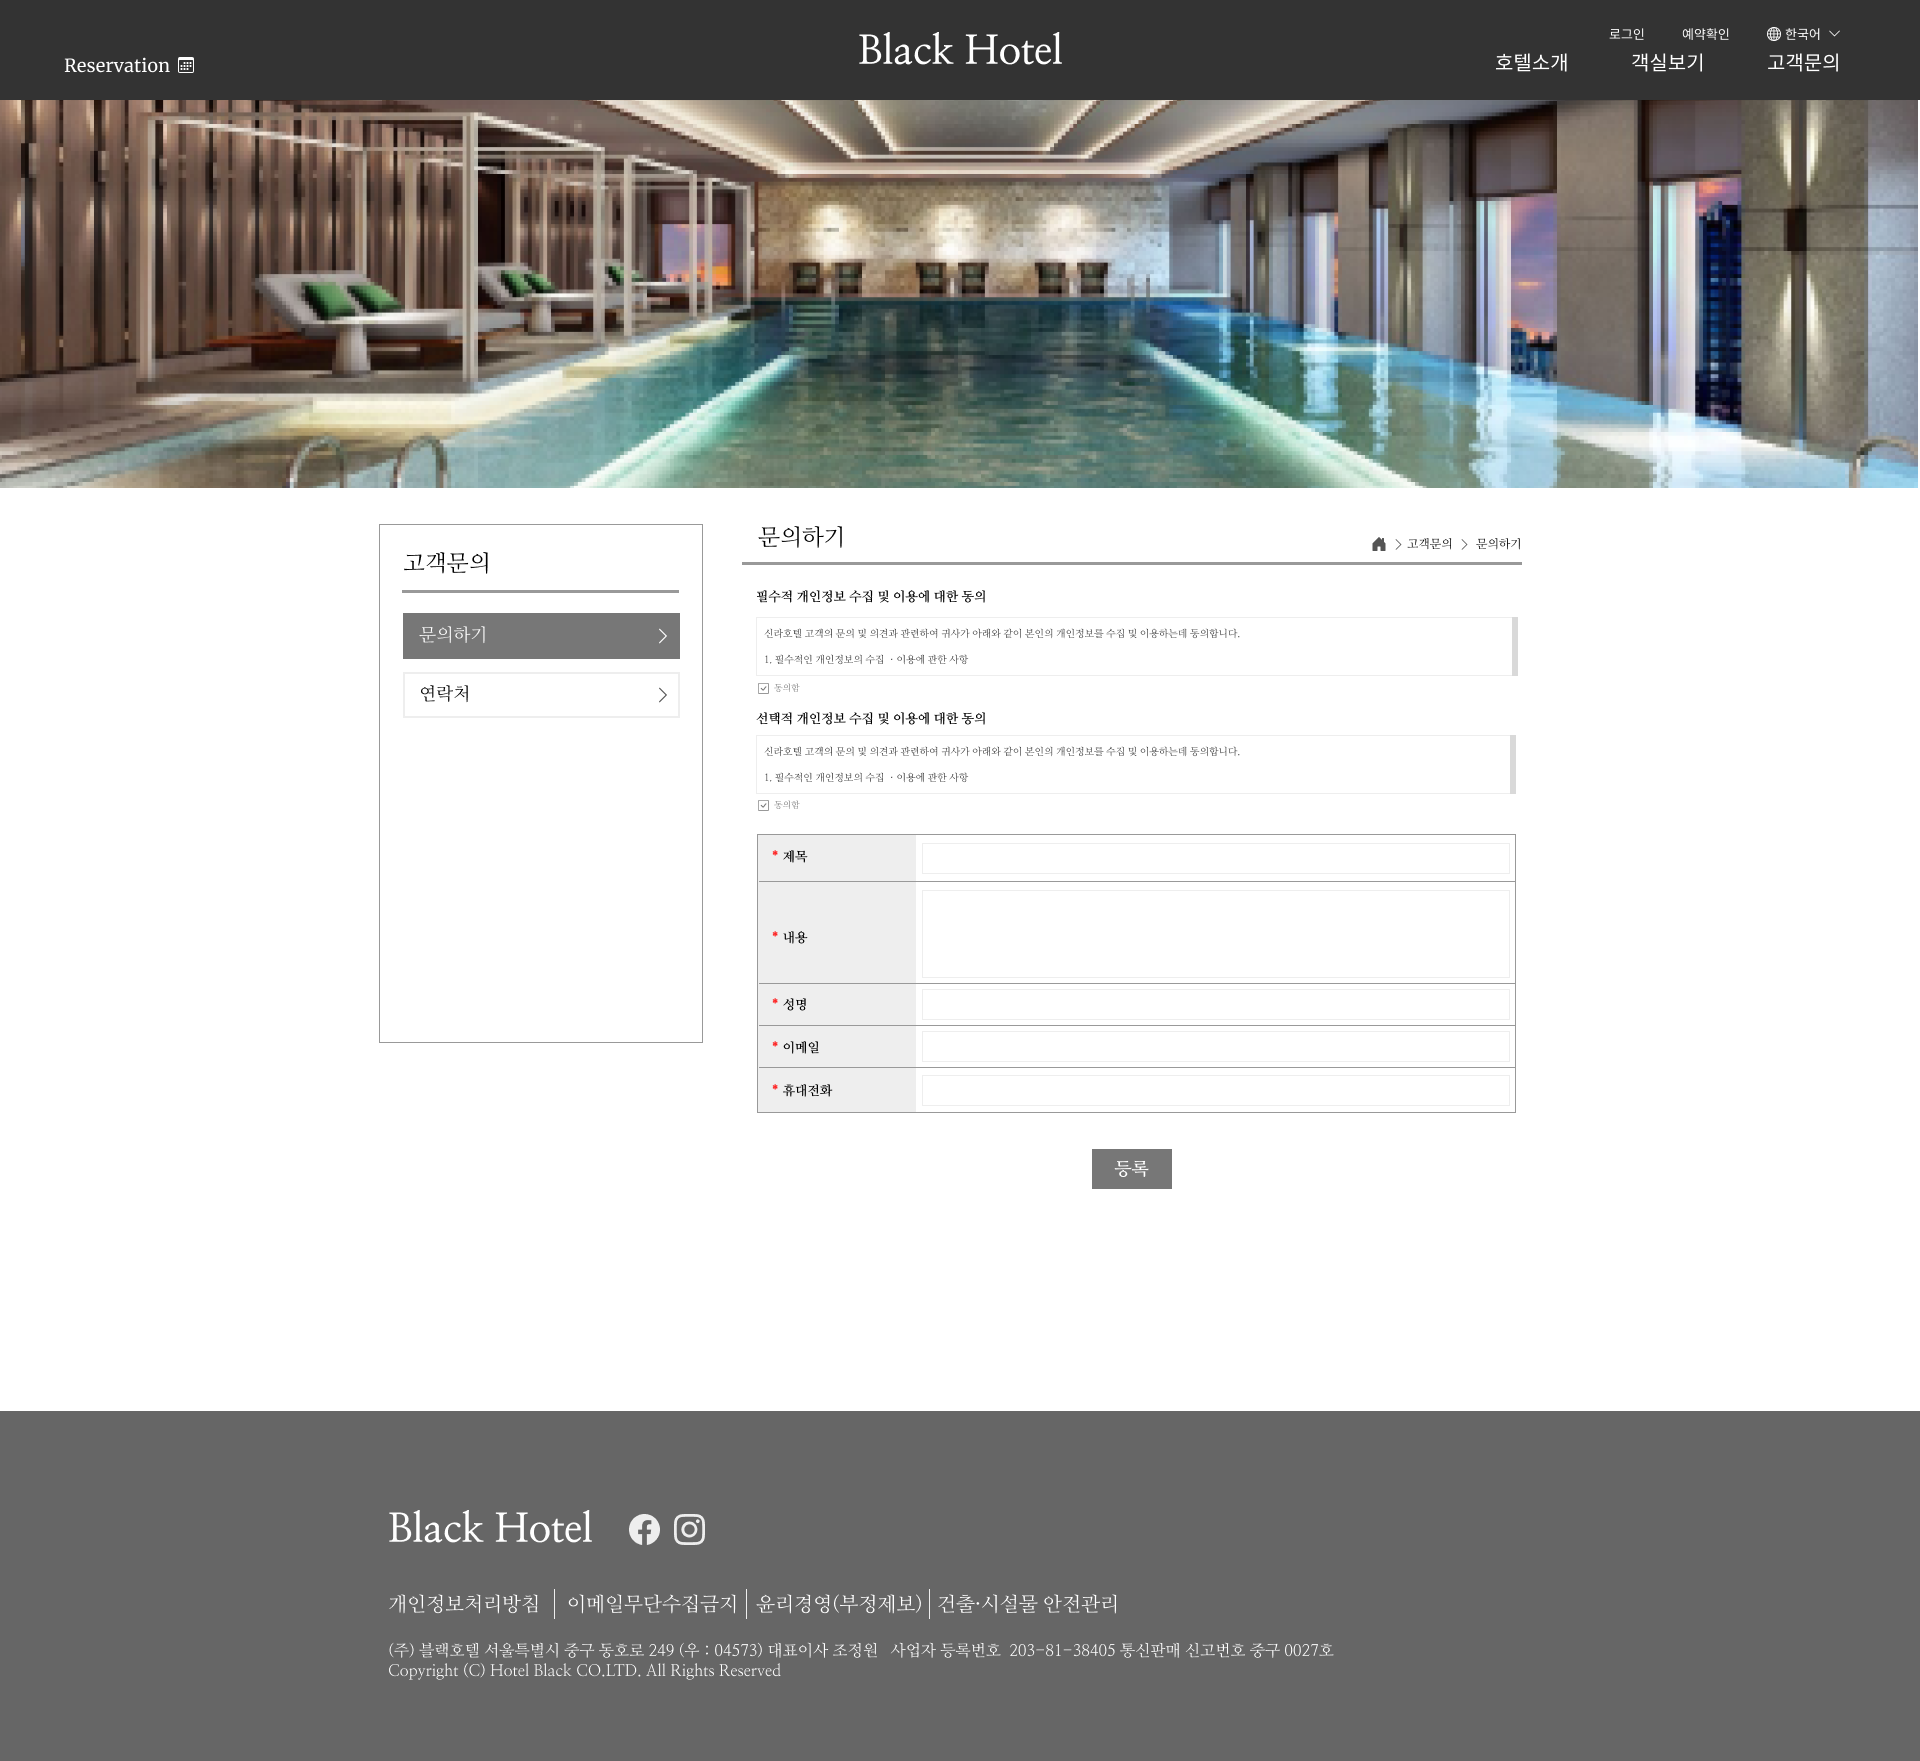 Reservation
Black Hotel
로그인
예약확인
한국어
호텔소개
객실보기
고객문의
고객문의
문의하기
연락처
문의하기
고객문의
문의하기
필수적 개인정보 수집 및 이용에 대한 동의
신라호텔 고객의 문의 및 의견과 관련하여 귀사가 아래와 같이 본인의 개인정보를 수집 및 이용하는데 동의합니다.
1. 필수적인 개인정보의 수집 · 이용에 관한 사항
동의함
선택적 개인정보 수집 및 이용에 대한 동의
신라호텔 고객의 문의 및 의견과 관련하여 귀사가 아래와 같이 본인의 개인정보를 수집 및 이용하는데 동의합니다.
1. 필수적인 개인정보의 수집 · 이용에 관한 사항
동의함
* 제목
* 내용
* 성명
* 이메일
* 휴대전화
등록
Black Hotel
개인정보처리방침
이메일무단수집금지
윤리경영(부정제보)
건출·시설물 안전관리
(주) 블랙호텔 서울특별시 중구 동호로 249 (우 : 04573) 대표이사 조정원 사업자 등록번호 203-81-38405 통신판매 신고번호 중구 0027호
Copyright (C) Hotel Black CO.LTD. All Rights Reserved